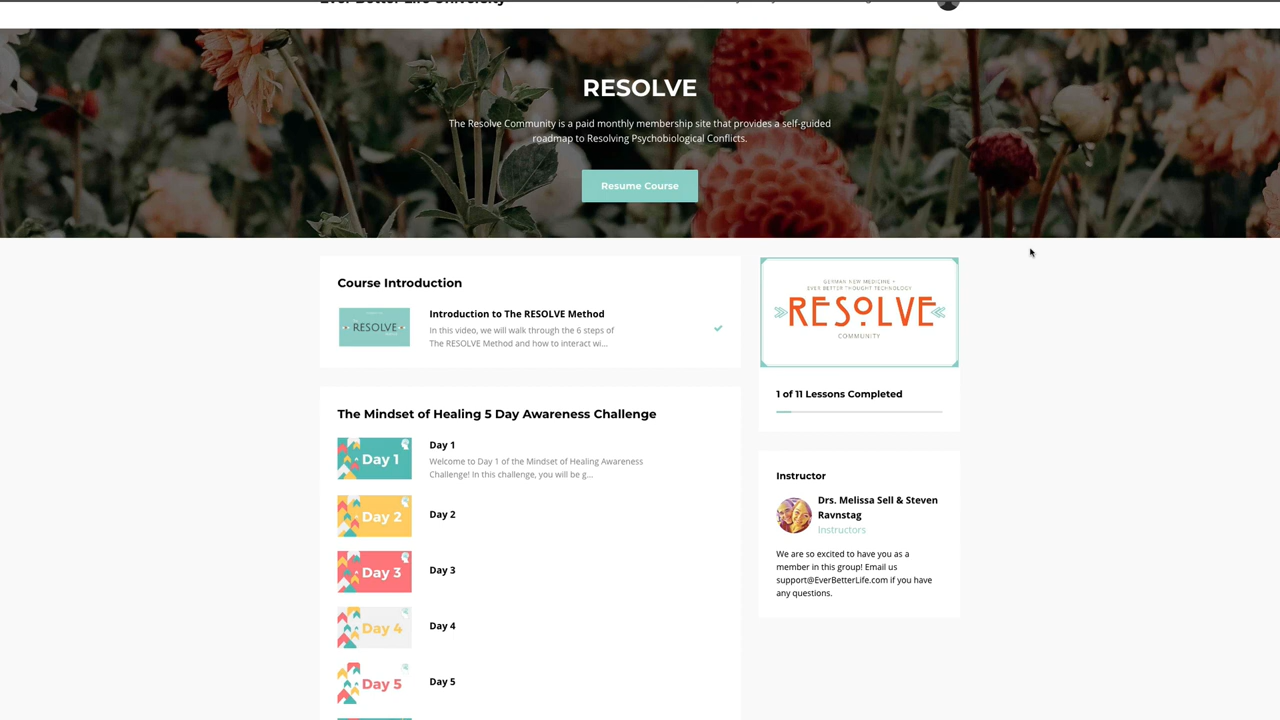 Ever Better Life University
RESOLVE
The Resolve Community is a paid monthly membership site that provides a self-guided
roadmap to Resolving Psychobiological Conflicts.
Resume Course
Course Introduction
RESOLVE
Introduction to The RESOLVE Method
In this video, we will walk through the 6 steps of
The RESOLVE Method and how to interact wi...
GERMAN NEW MEDICINE +
EVER BETTER THOUGHT TECHNOLOGY
RESOLVE
COMMUNITY
1 of 11 Lessons Completed
The Mindset of Healing 5 Day Awareness Challenge
Day 1
Day 1
Welcome to Day 1 of the Mindset of Healing Awareness
Challenge! In this challenge, you will be g...
Day 2
Day 2
Day 3
Day 3
Day 4
Day 4
Day 5
Day 5
Instructor
Drs. Melissa Sell & Steven
Ravnstag
Instructors
We are so excited to have you as a
member in this group! Email us
support@EverBetterLife.com if you have
any questions.